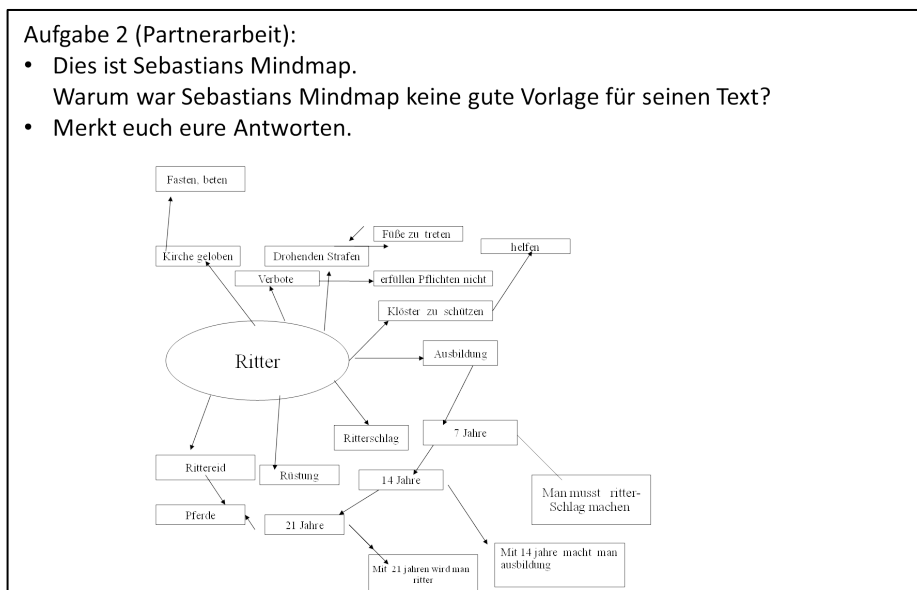 Aufgabe 2 (Partnerarbeit):
• Dies ist Sebastians Mindmap.
Warum war Sebastians Mindmap keine gute Vorlage für seinen Text?
• Merkt euch eure Antworten.
Fasten, beten
Füße zu treten
helfen
Kirche geloben
Drohenden Strafen
Verbote
erfüllen Pflichten nicht
Klöster zu schützen
Ritter
Ausbildung
Ritterschlag
7 Jahre
Rittereid
Rüstung
14 Jahre
Man musst ritter-
Schlag machen
Pferde
21 Jahre
Mit 14 jahre macht man
ausbildung
Mit 21 jahren wird man
ritter